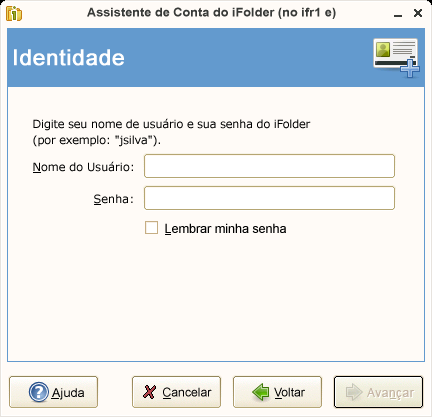 Assistente de Conta do iFolder (no ifr1 e)
Identidade
Digite seu nome de usuário e sua senha do iFolder
(por exemplo: "jsilva").
Nome do Usuário:
Senha:
Lembrar minha senha
Ajuda
Cancelar
Voltar
Avançar